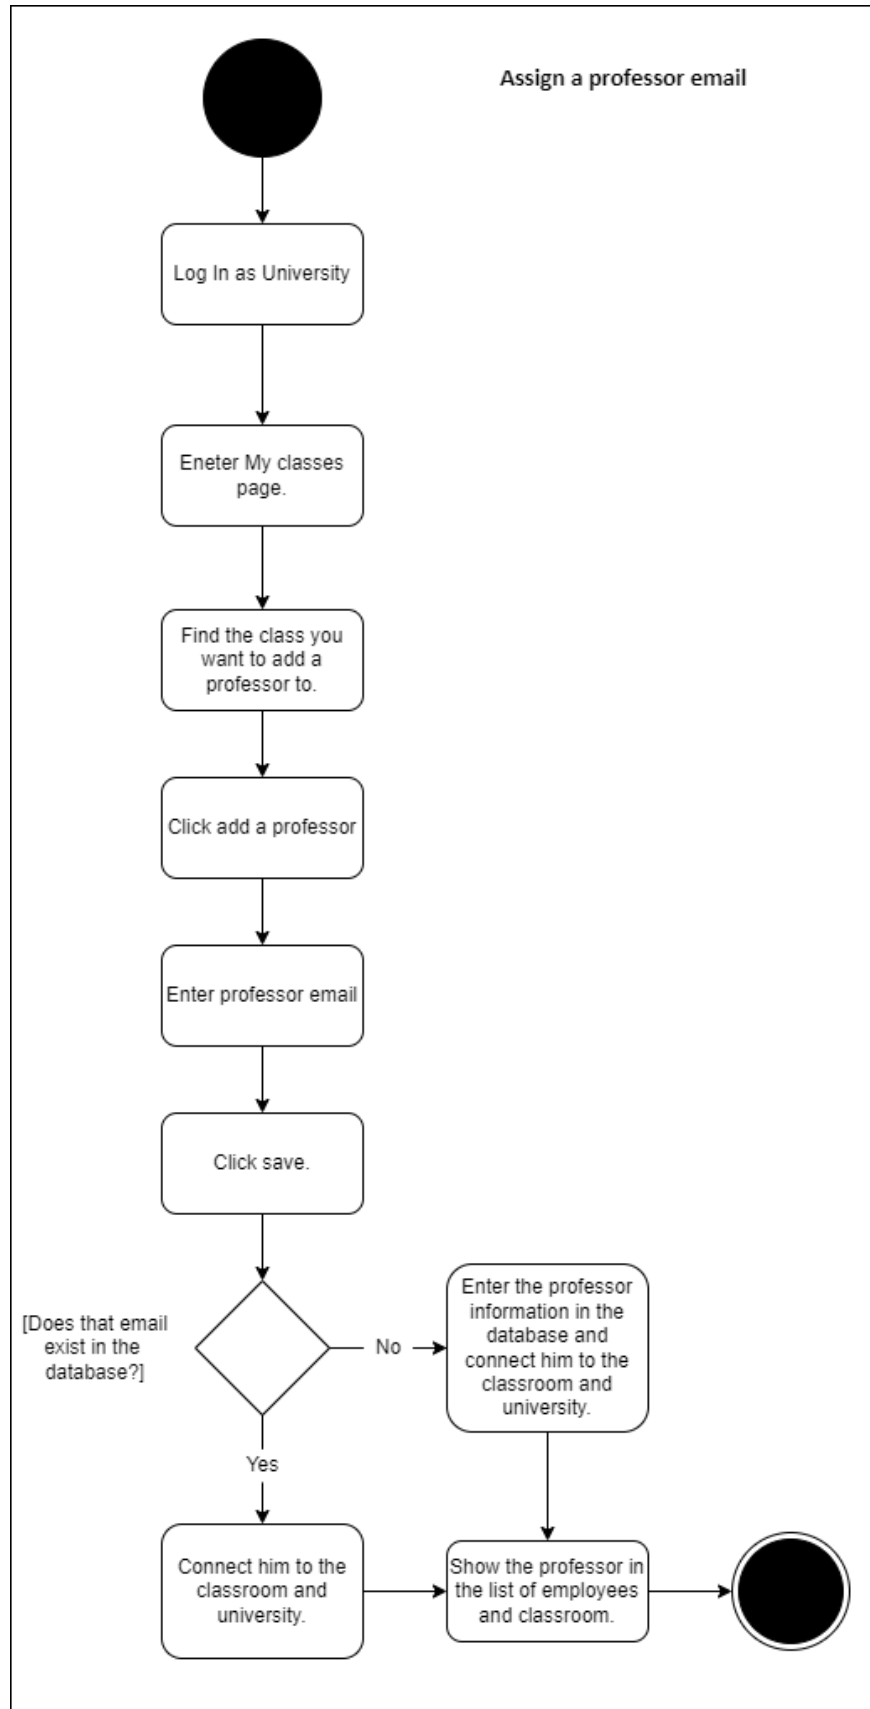 Assign a professor email
Log In as University
Eneter My classes
page.
Find the class you
want to add a
professor to.
Click add a professor
Enter professor email
Click save.
[Does that email
exist in the
database?]
No
Enter the professor
information in the
database and
connect him to the
classroom and
university.
Yes
Connect him to the
classroom and
university.
Show the professor in
the list of employees
and classroom.